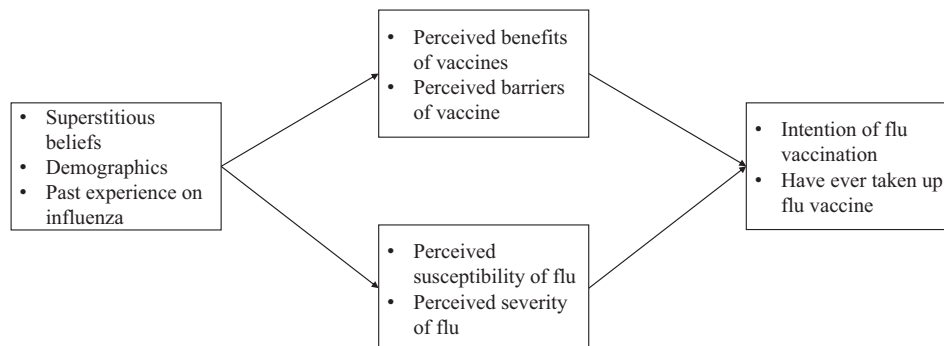 • Superstitious
beliefs
• Demographics
• Past experience on
influenza
• Perceived benefits
of vaccines
• Perceived barriers
of vaccine
• Perceived
susceptibility of flu
• Perceived severity
of flu
• Intention of flu
vaccination
• Have ever taken up
flu vaccine